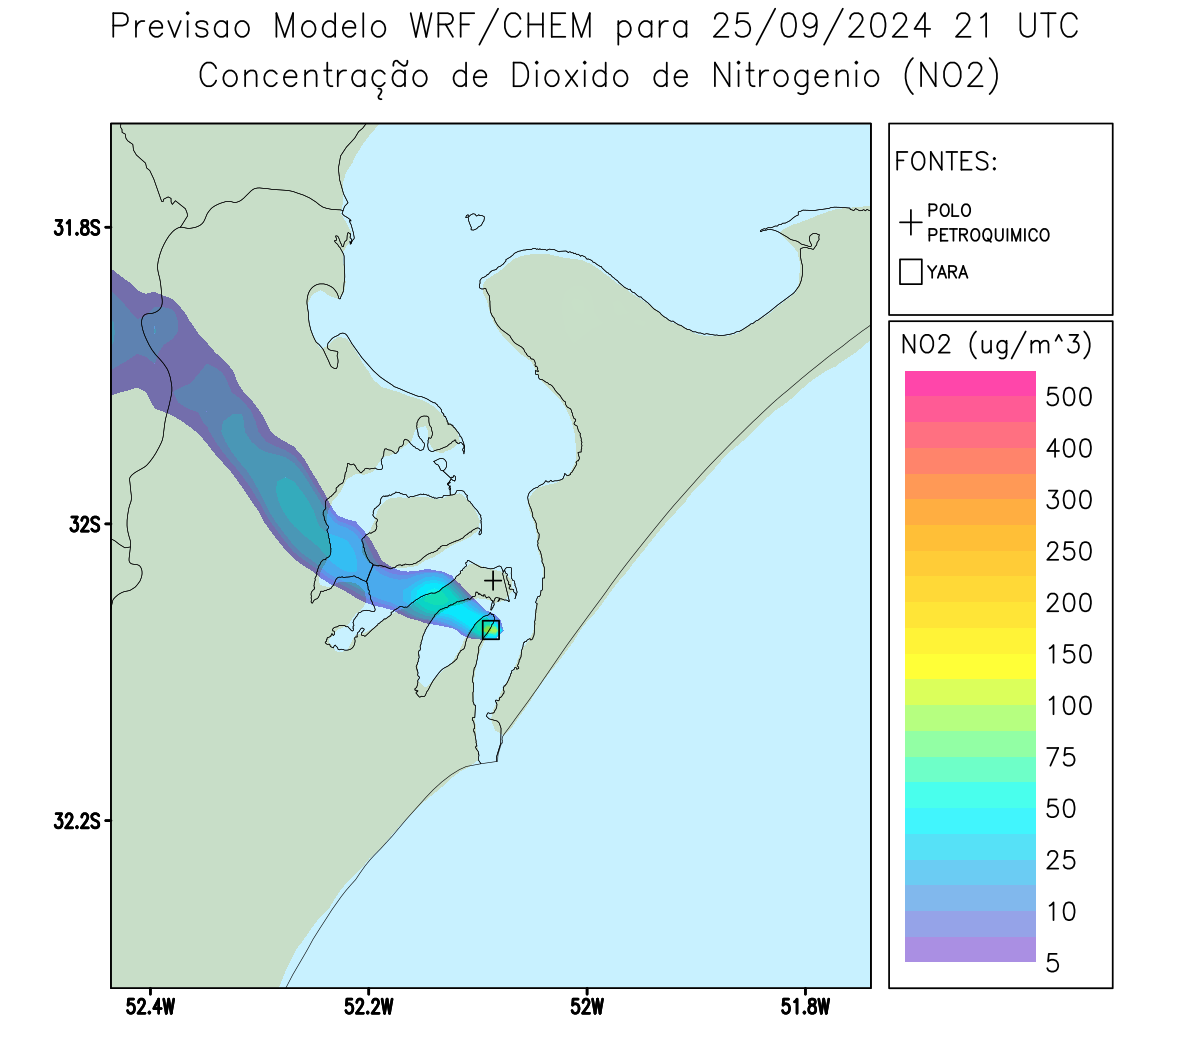 Previsao Modelo WRF/CHEM para 25/09/2024 21 UTC
Concentração de Dioxido de Nitrogenio (NO2)
FONTES:
POLO
PETROQUIMICO
YARA
NO2 (ug/m^3)
500
400
300
250
200
150
100
75
50
25
10
5
31.8S
32S
32.2S
52.4W
52.2W
52W
51.8W